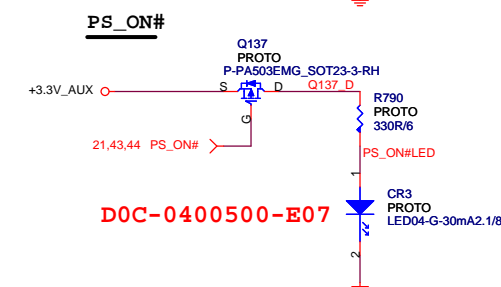 PS_ON#
Q137
PROTO
P-PA503EMG_SOT23-3-RH
+3.3V_AUX
S
D
Q137_D
G
R790
PROTO
330R/6
21,43,44 PS_ON#
PS_ON#LED
1
D0C-0400500-E07
CR3
PROTO
LED04-G-30mA2.1/8
2